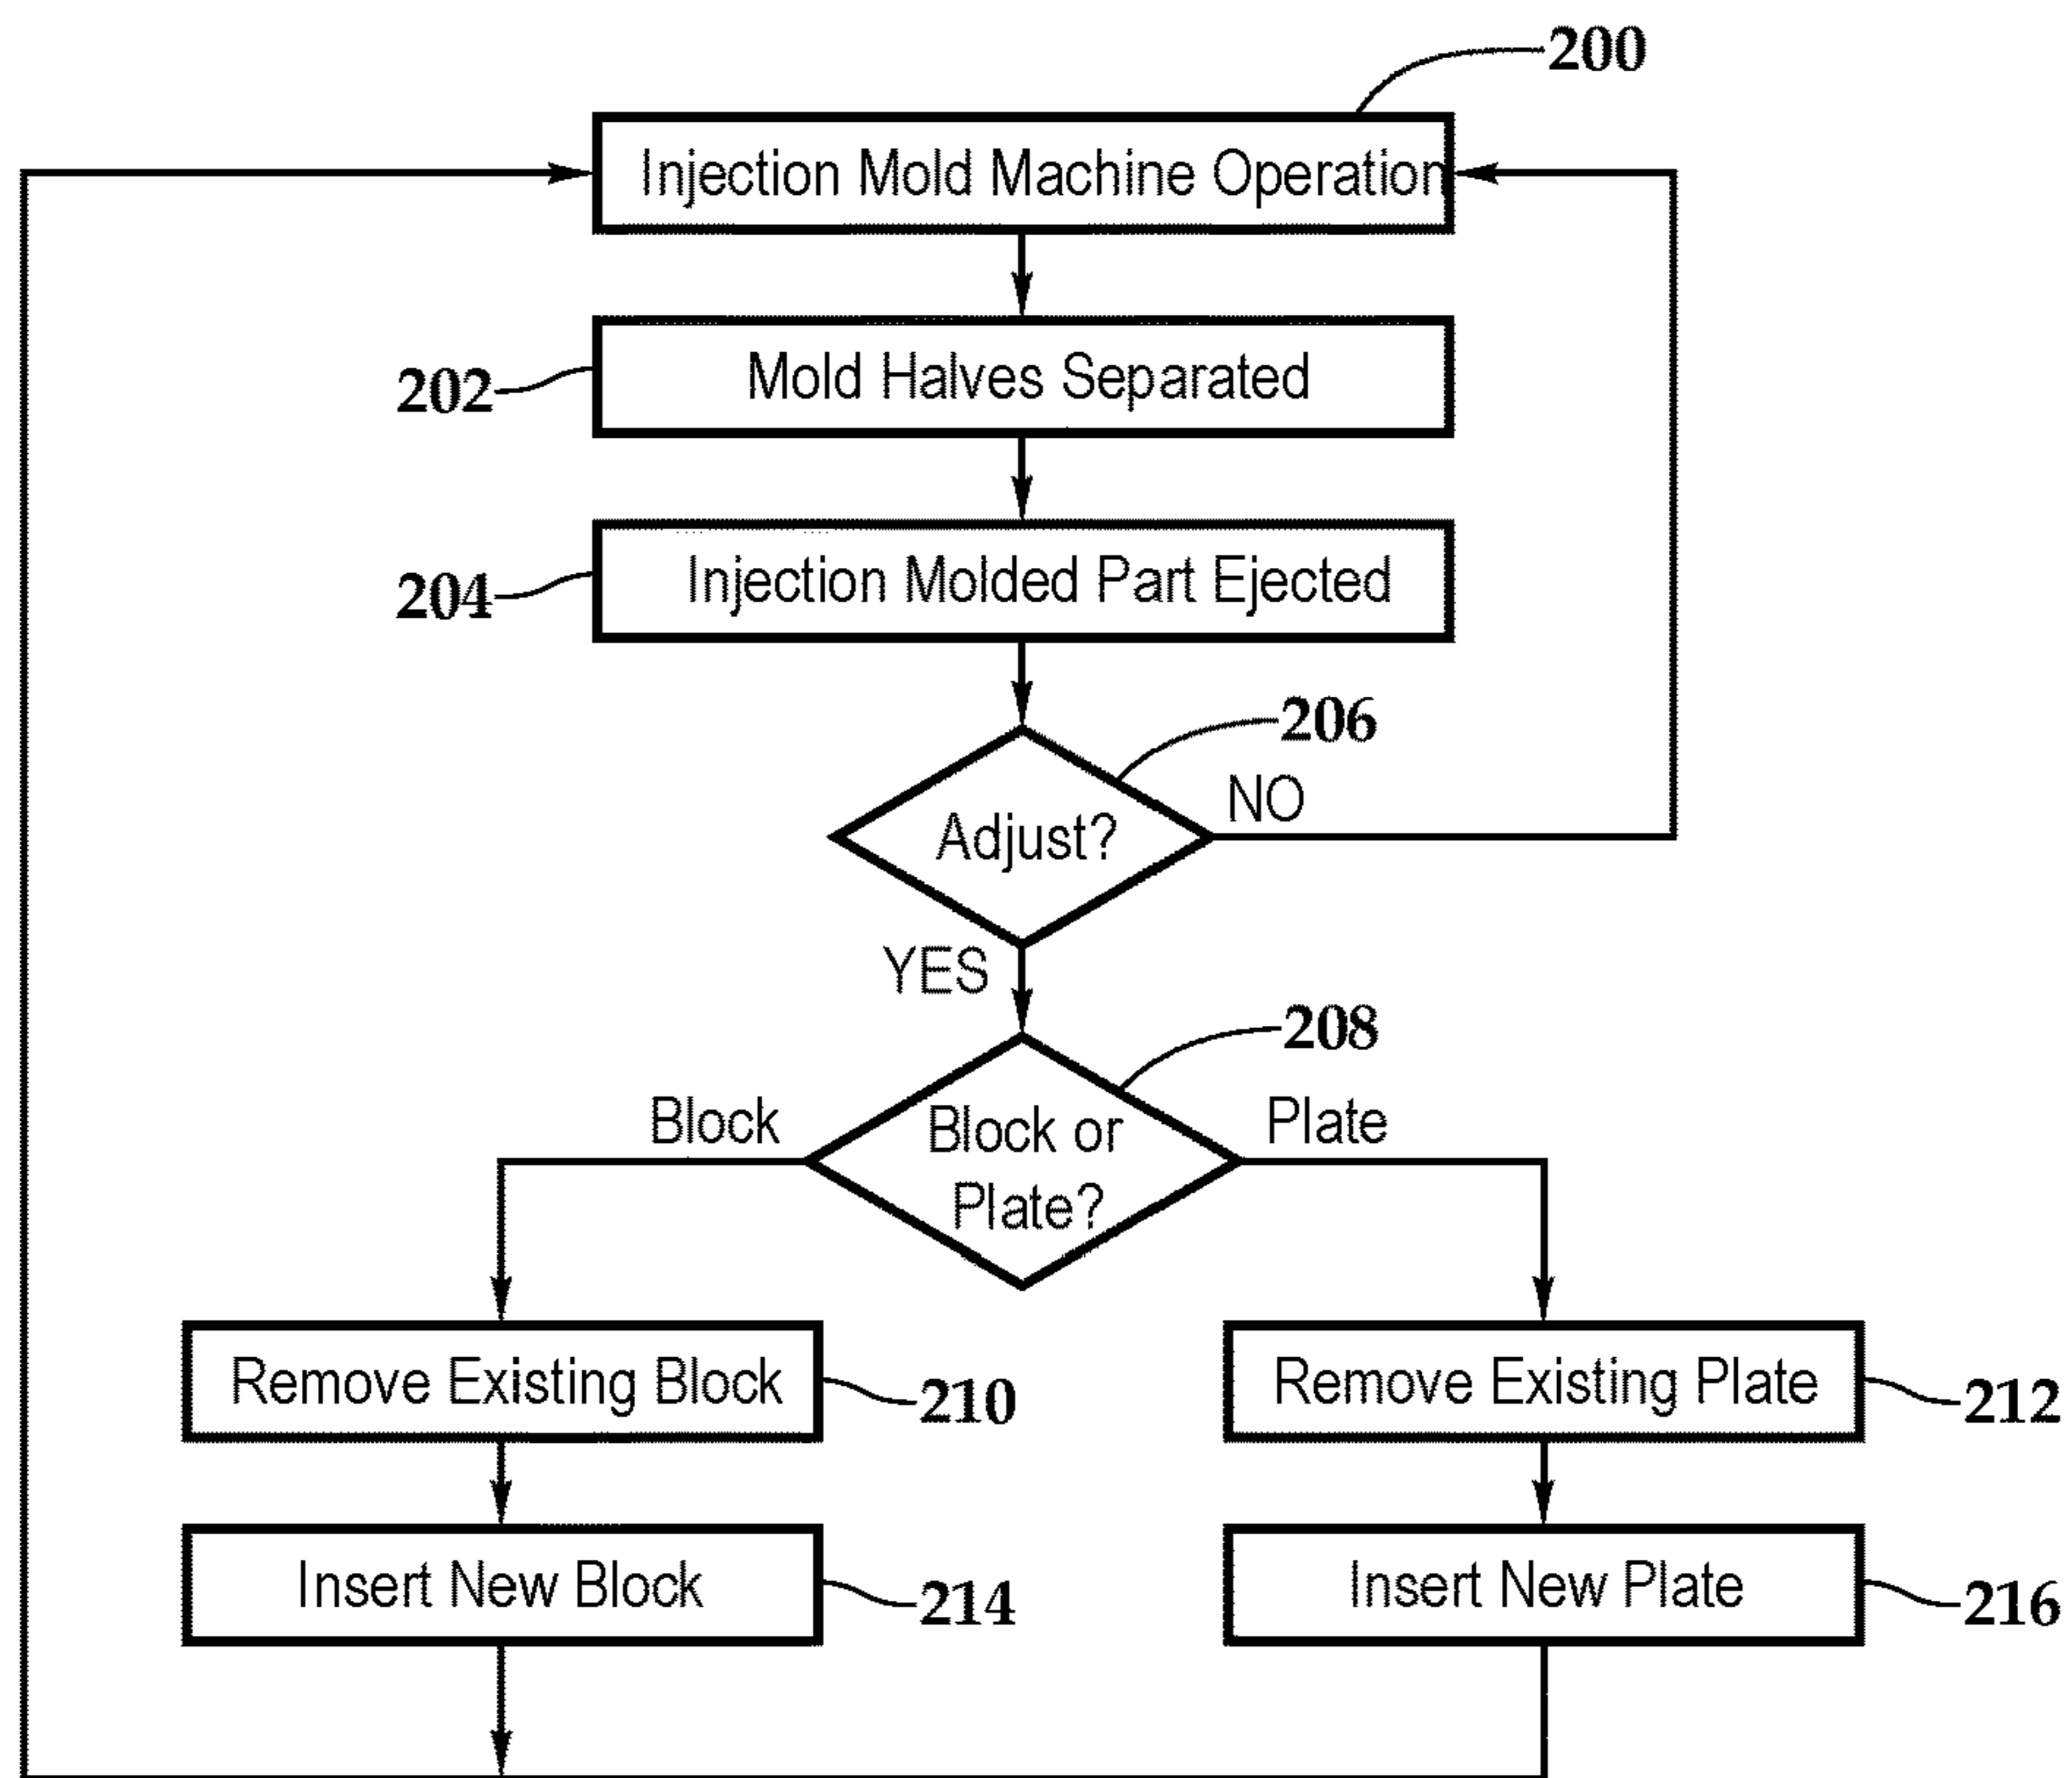 200
Injection Mold Machine Operation
202
Mold Halves Separated
204
Injection Molded Part Ejected
206
Adjust?
NO
YES
208
Block
Block or
Plate?
Plate
Remove Existing Block
210
Remove Existing Plate
212
Insert New Block
214
Insert New Plate
216